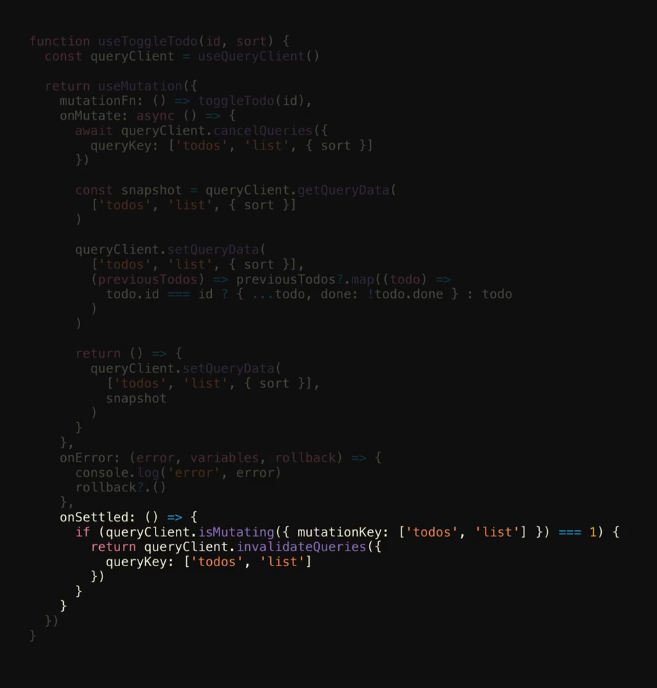 function useToggleTodo(id, sort) {
  const queryClient = useQueryClient()

  return useMutation({
    mutationFn: () => toggleTodo(id),
    onMutate: async () => {
      await queryClient.cancelQueries({
        queryKey: ['todos', 'list', { sort }]
      })

      const snapshot = queryClient.getQueryData(
        ['todos', 'list', { sort }]
      )

      queryClient.setQueryData(
        ['todos', 'list', { sort }],
        (previousTodos) => previousTodos?.map((todo) =>
          todo.id === id ? { ...todo, done: !todo.done } : todo
        )
      )

      return () => {
        queryClient.setQueryData(
          ['todos', 'list', { sort }],
          snapshot
        )
      }
    },
    onError: (error, variables, rollback) => {
      console.log('error', error)
      rollback?.()
    },
    onSettled: () => {
      if (queryClient.isMutating({ mutationKey: ['todos', 'list'] }) === 1) {
        return queryClient.invalidateQueries({
          queryKey: ['todos', 'list']
        })
      }
    }
  })
}